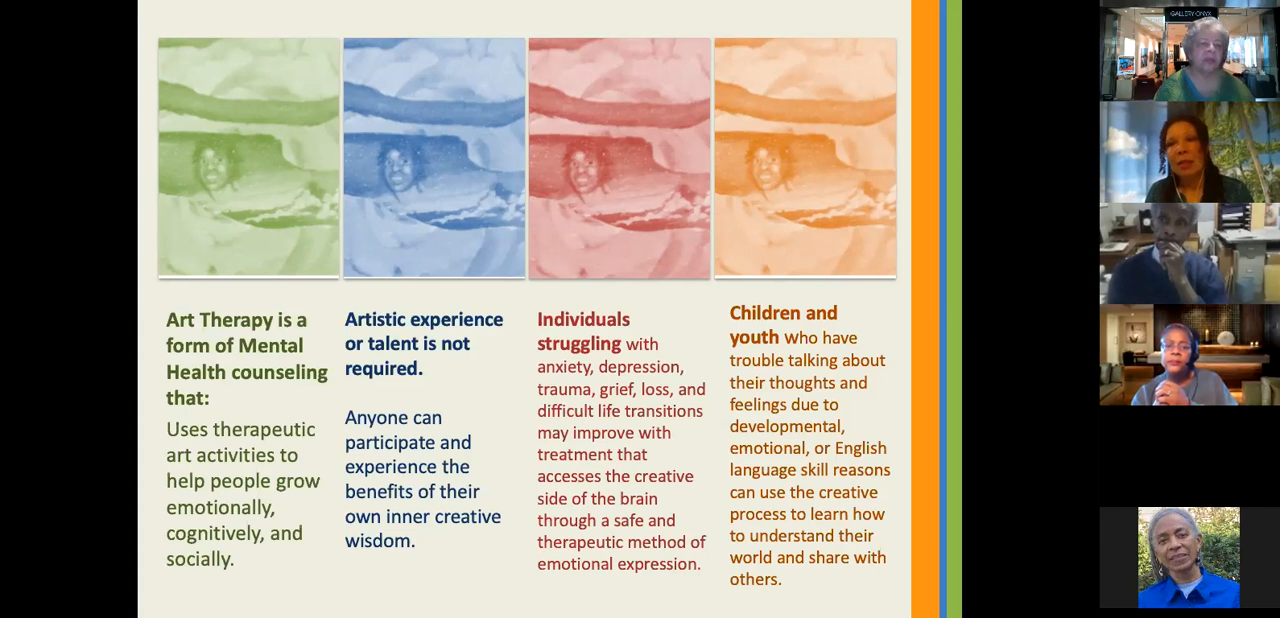 GALLERY ONYX
Art Therapy is a
form of Mental
Health counseling
that:
Uses therapeutic
art activities to
help people grow
emotionally,
cognitively, and
socially.
Artistic experience
or talent is not
required.
Anyone can
participate and
experience the
benefits of their
own inner creative
wisdom.
Individuals
struggling with
anxiety, depression,
trauma, grief, loss, and
difficult life transitions
may improve with
treatment that
accesses the creative
side of the brain
through a safe and
therapeutic method of
emotional expression.
Children and
youth who have
trouble talking about
their thoughts and
feelings due to
developmental,
emotional, or English
language skill reasons
can use the creative
process to learn how
to understand their
world and share with
others.